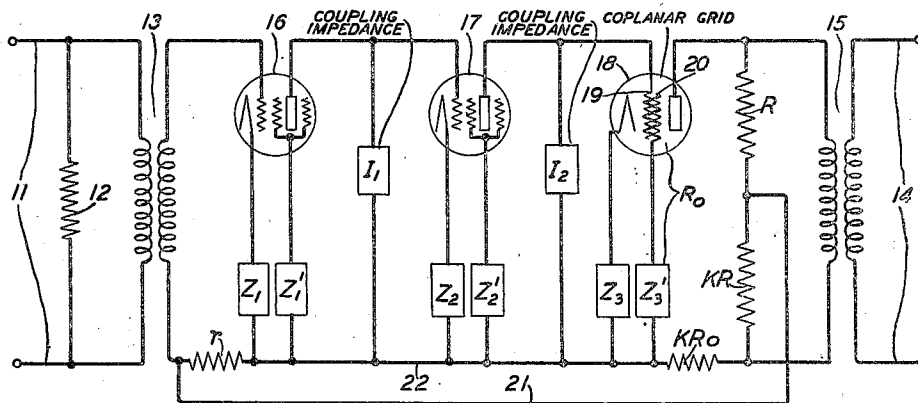 13
16
COUPLING
IMPEDANCE
17
COUPLING
IMPEDANCE
COPLANAR GRID
18
19
20
15
11
12
I₁
I₂
R
R₀
14
Z₁
Z₁'
Z₂
Z₂'
Z₃
Z₃'
KR
r
KR₀
22
21